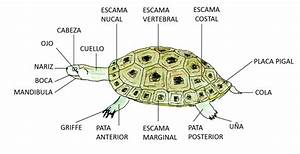 ESCAMA
NUCAL
ESCAMA
VERTEBRAL
ESCAMA
COSTAL
CABEZA
OJO
CUELLO
NARIZ
BOCA
MANDIBULA
PLACA PIGAL
COLA
GRIFFE
PATA
ANTERIOR
ESCAMA
MARGINAL
PATA
POSTERIOR
UÑA